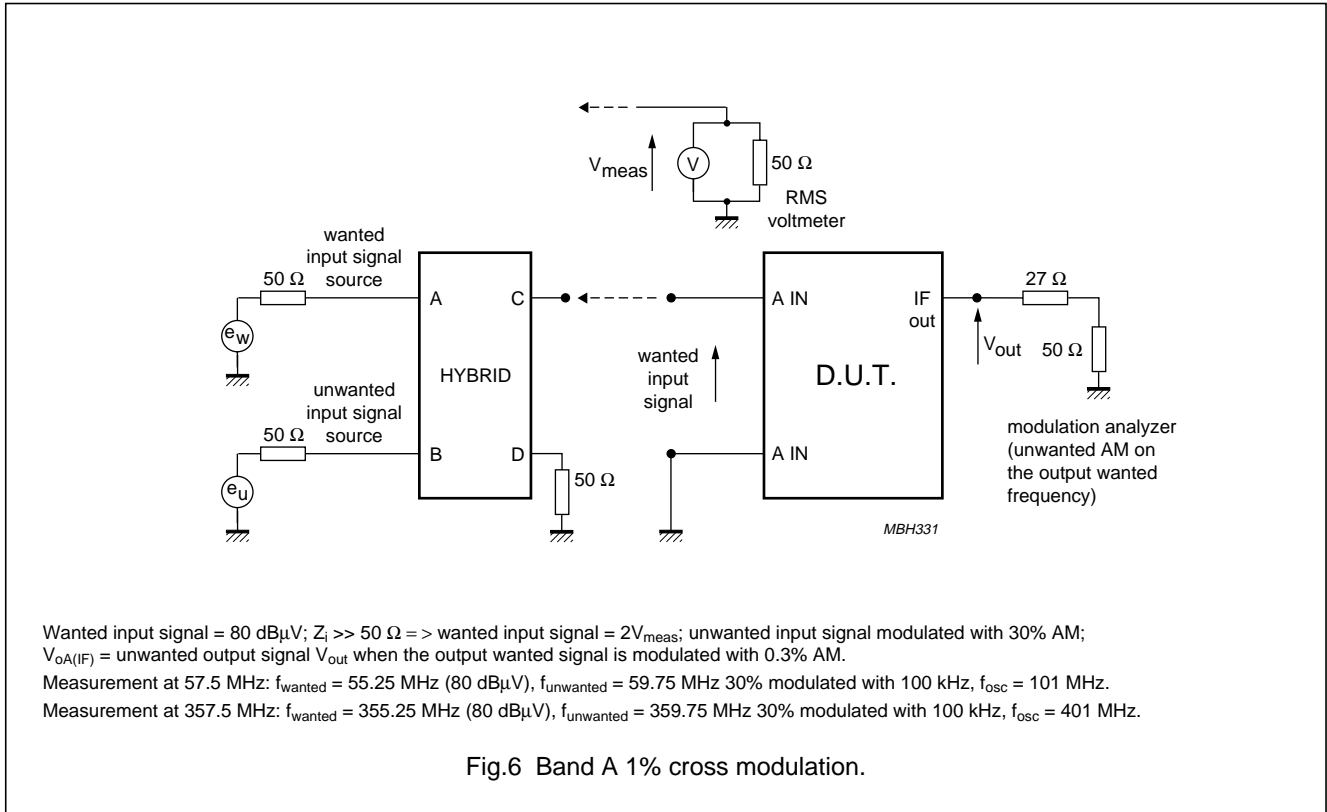 V_meas
V
50 Ω
RMS
voltmeter
wanted
input signal
source
50 Ω
e_w
A
C
HYBRID
unwanted
input signal
source
50 Ω
e_u
B
D
50 Ω
wanted
input
signal
A IN
IF
out
D.U.T.
A IN
V_out
27 Ω
50 Ω
modulation analyzer
(unwanted AM on
the output wanted
frequency)
MBH331
Wanted input signal = 80 dBμV; Z_i >> 50 Ω = > wanted input signal = 2V_meas; unwanted input signal modulated with 30% AM;
V_oA(IF) = unwanted output signal V_out when the output wanted signal is modulated with 0.3% AM.
Measurement at 57.5 MHz: f_wanted = 55.25 MHz (80 dBμV), f_unwanted = 59.75 MHz 30% modulated with 100 kHz, f_osc = 101 MHz.
Measurement at 357.5 MHz: f_wanted = 355.25 MHz (80 dBμV), f_unwanted = 359.75 MHz 30% modulated with 100 kHz, f_osc = 401 MHz.
Fig.6 Band A 1% cross modulation.